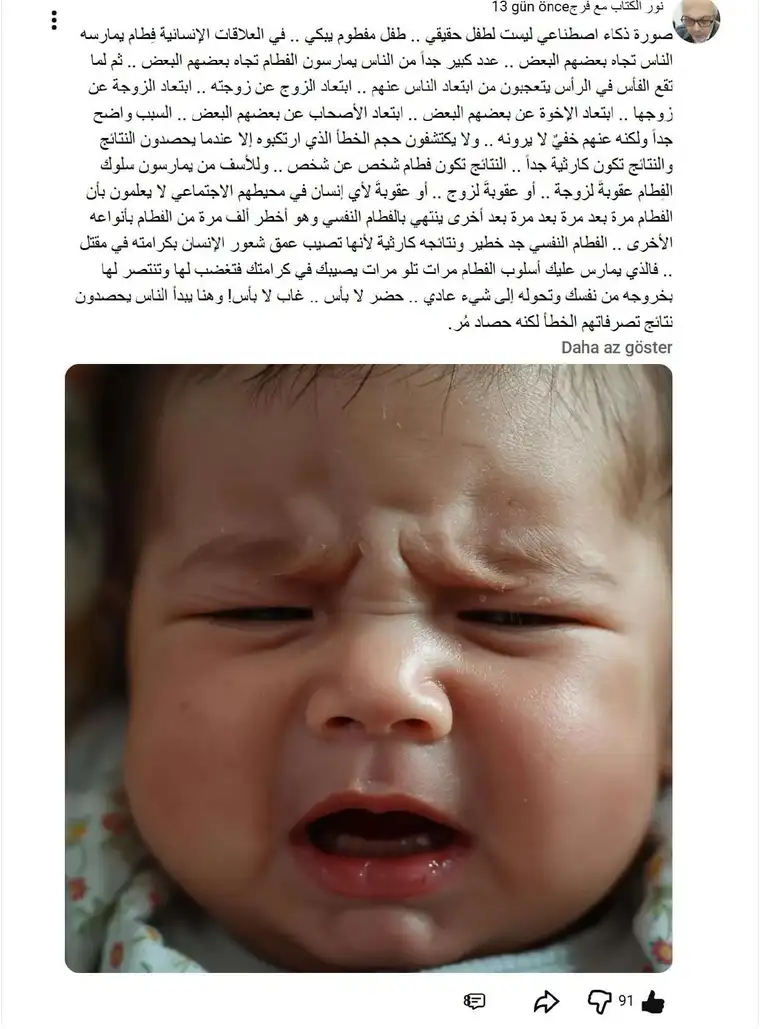 نور الكتاب مع فرج13 gün önce
صورة ذكاء اصطناعي ليست لطفل حقيقي .. طفل مفطوم يبكي .. في العلاقات الإنسانية فِطام يمارسه
الناس تجاه بعضهم البعض .. عدد كبير جداً من الناس يمارسون الفطام تجاه بعضهم البعض .. ثم لما
تقع الفأس في الرأس يتعجبون من ابتعاد الناس عنهم .. ابتعاد الزوج عن زوجته .. ابتعاد الزوجة عن
زوجها .. ابتعاد الإخوة عن بعضهم البعض .. ابتعاد الأصحاب عن بعضهم البعض .. السبب واضح
جداً ولكنه عنهم خفيٌ لا يرونه .. ولا يكتشفون حجم الخطأ الذي ارتكبوه إلا عندما يحصدون النتائج
والنتائج تكون كارثية جداً .. النتائج تكون فطام شخص عن شخص .. وللأسف من يمارسون سلوك
الفِطام عقوبةً لزوجة .. أو عقوبةً لزوج .. أو عقوبةً لأي إنسان في محيطهم الاجتماعي لا يعلمون بأن
الفطام مرة بعد مرة بعد مرة بعد أخرى ينتهي بالفطام النفسي وهو أخطر ألف مرة من الفطام بأنواعه
الأخرى .. الفطام النفسي جد خطير ونتائجه كارثية لأنها تصيب عمق شعور الإنسان بكرامته في مقتل
.. فالذي يمارس عليك أسلوب الفطام مرات تلو مرات يصيبك في كرامتك فتغضب لها وتنتصر لها
بخروجه من نفسك وتحوله إلى شيء عادي .. حضر لا بأس .. غاب لا بأس! وهنا يبدأ الناس يحصدون
نتائج تصرفاتهم الخطأ لكنه حصاد مُر.
Daha az göster
91
8